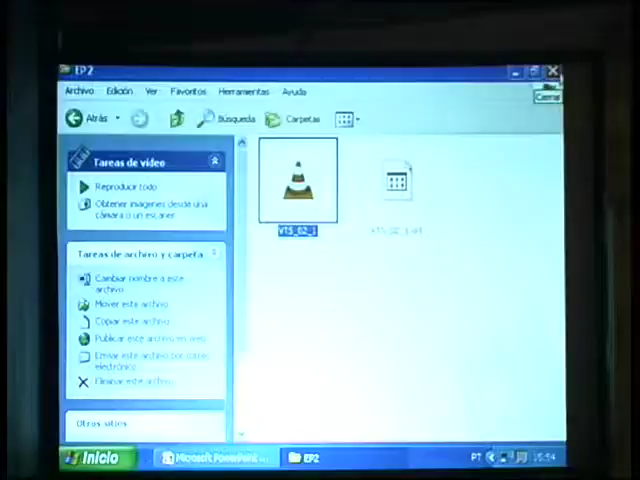 EP2
Archivo Edición Ver Favoritos Herramientas Ayuda
Cerrar
Atrás Búsqueda Carpetas
Tareas de vídeo
Reproducir todo
Obtener imágenes desde una
cámara o un escáner
VTS_02_1
Tareas de archivo y carpeta
Cambiar nombre a este
archivo
Mover este archivo
Copiar este archivo
Publicar este archivo en web
Enviar este archivo por correo
electrónico
Eliminar este archivo
Otros sitios
Inicio Microsoft PowerPoint ... EP2 PT